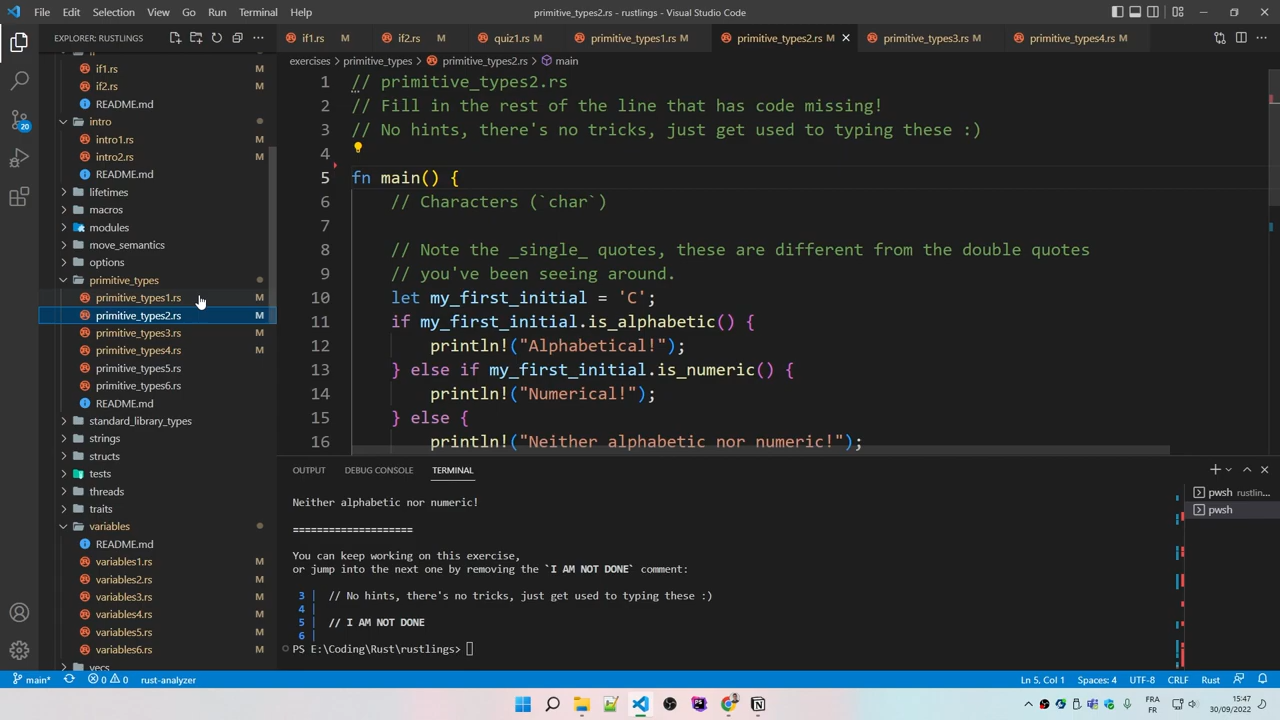 File Edit Selection View Go Run Terminal Help
primitive_types2.rs - rustlings - Visual Studio Code
EXPLORER: RUSTLINGS
if1.rs M
if2.rs M
README.md
intro
intro1.rs
intro2.rs M
README.md
lifetimes
macros
modules
move_semantics
options
primitive_types
primitive_types1.rs M
primitive_types2.rs M
primitive_types3.rs
primitive_types4.rs M
primitive_types5.rs
primitive_types6.rs
README.md
standard_library_types
strings
structs
tests
threads
traits
variables
README.md
variables1.rs M
variables2.rs M
variables3.rs M
variables4.rs M
variables5.rs M
variables6.rs M
vecs
if1.rs M if2.rs M quiz1.rs M primitive_types1.rs M primitive_types2.rs M primitive_types3.rs M primitive_types4.rs M
exercises > primitive_types > primitive_types2.rs > main
1 // primitive_types2.rs
2 // Fill in the rest of the line that has code missing!
3 // No hints, there's no tricks, just get used to typing these :)
4
5 fn main() {
6 // Characters (`char`)
7
8 // Note the _single_ quotes, these are different from the double quotes
9 // you've been seeing around.
10 let my_first_initial = 'C';
11 if my_first_initial.is_alphabetic() {
12 println!("Alphabetical!");
13 } else if my_first_initial.is_numeric() {
14 println!("Numerical!");
15 } else {
16 println!("Neither alphabetic nor numeric!");
OUTPUT DEBUG CONSOLE TERMINAL
pwsh rustlin...
pwsh
Neither alphabetic nor numeric!
====================
You can keep working on this exercise,
or jump into the next one by removing the `I AM NOT DONE` comment:
3 | // No hints, there's no tricks, just get used to typing these :)
4 |
5 | // I AM NOT DONE
6 |
PS E:\Coding\Rust\rustlings>
20
main* 0 0 rust-analyzer
Ln 5, Col 1 Spaces: 4 UTF-8 CRLF Rust
FRA
FR
15:47
30/09/2022